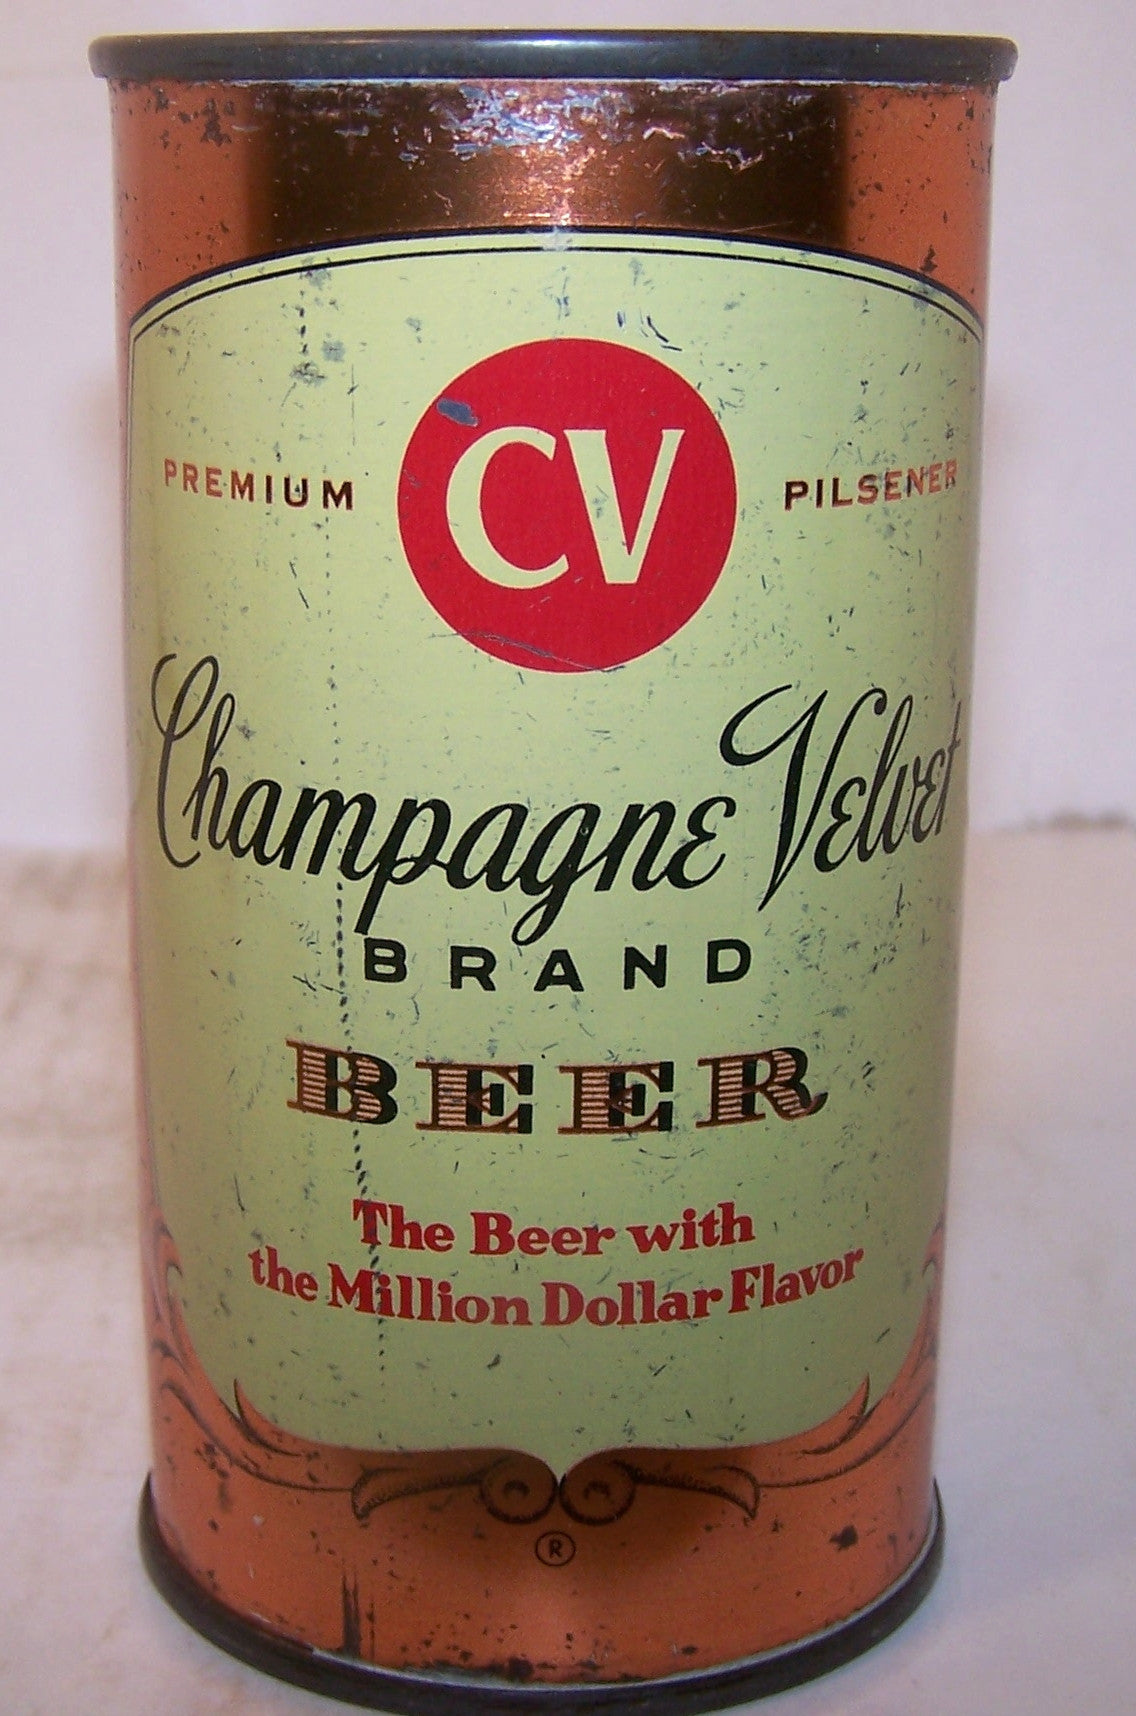 CV
PREMIUM PILSENER
Champagne Velvet
BRAND
BEER
The Beer with
the Million Dollar Flavor
®